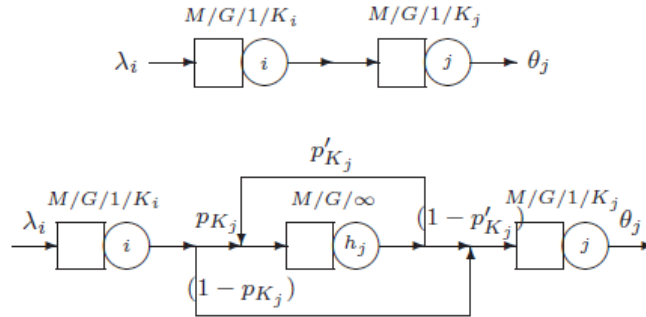 M/G/1/K_i M/G/1/K_j
λ_i i j θ_j
p′_{K_j}
M/G/1/K_i M/G/∞ M/G/1/K_j
λ_i p_{K_j} (1 − p′_{K_j}) θ_j
i h_j j
(1 − p_{K_j})